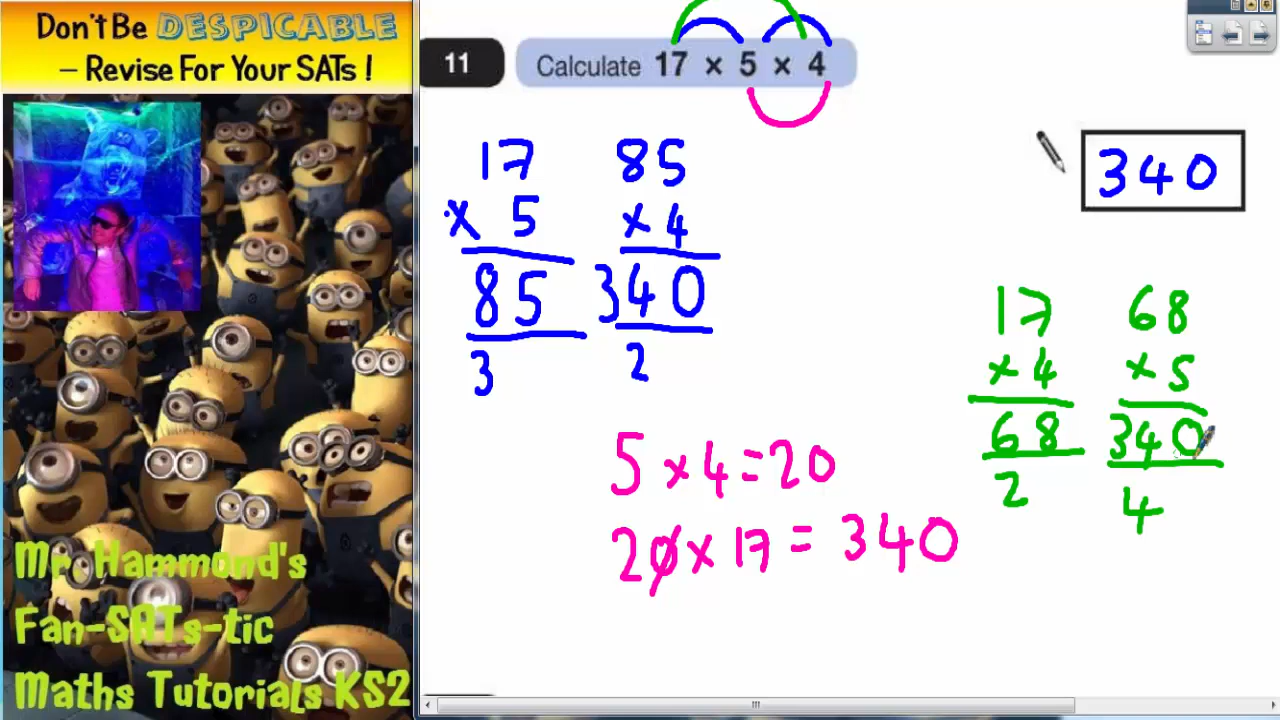 Don't Be DESPICABLE
– Revise For Your SATs !
11
Calculate 17 × 5 × 4
340
17
× 5
85
3
85
× 4
340
2
5 × 4 = 20
20 × 17 = 340
17
× 4
68
2
68
× 5
340
4
Mr Hammond's
Fan-SATs-tic
Maths Tutorials KS2